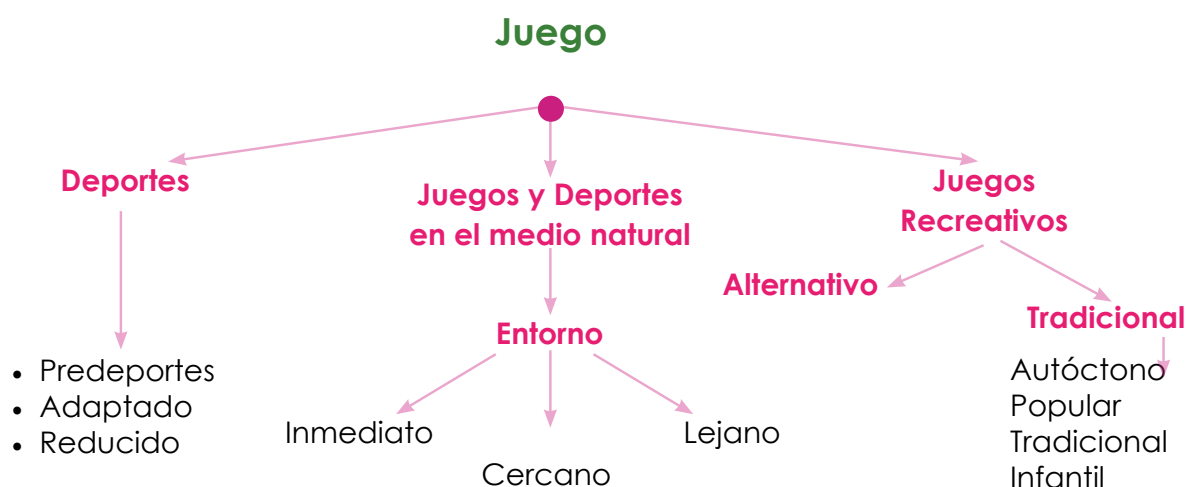 Juego
Deportes
Juegos y Deportes
en el medio natural
Juegos
Recreativos
Alternativo
Tradicional
Entorno
• Predeportes
• Adaptado
• Reducido
Inmediato
Cercano
Lejano
Autóctono
Popular
Tradicional
Infantil